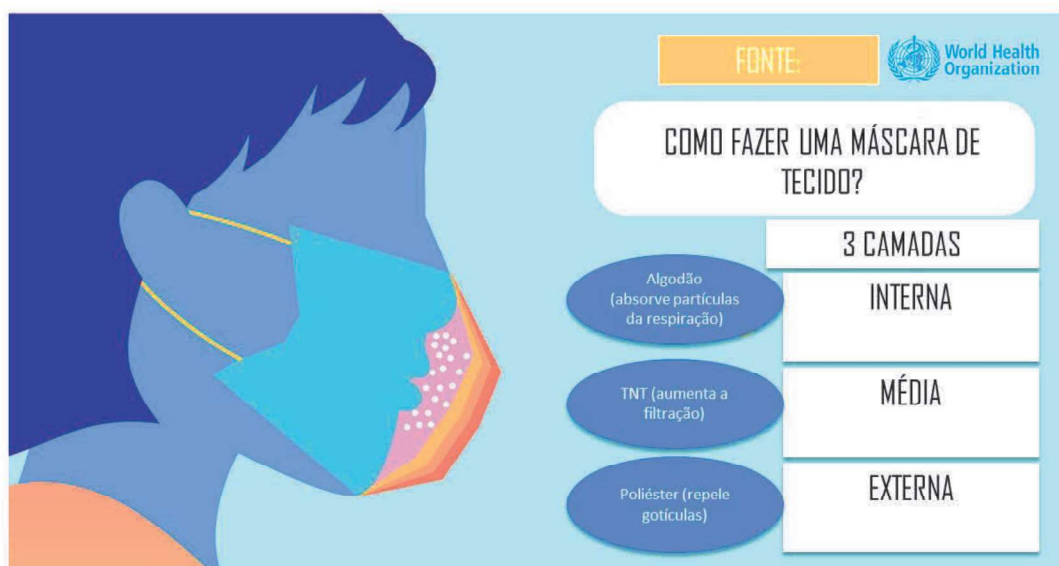 FONTE:
World Health
Organization
COMO FAZER UMA MÁSCARA DE
TECIDO?
3 CAMADAS
Algodão
(absorve partículas
da respiração)
INTERNA
TNT (aumenta a
filtração)
MÉDIA
Poliéster (repele
gotículas)
EXTERNA